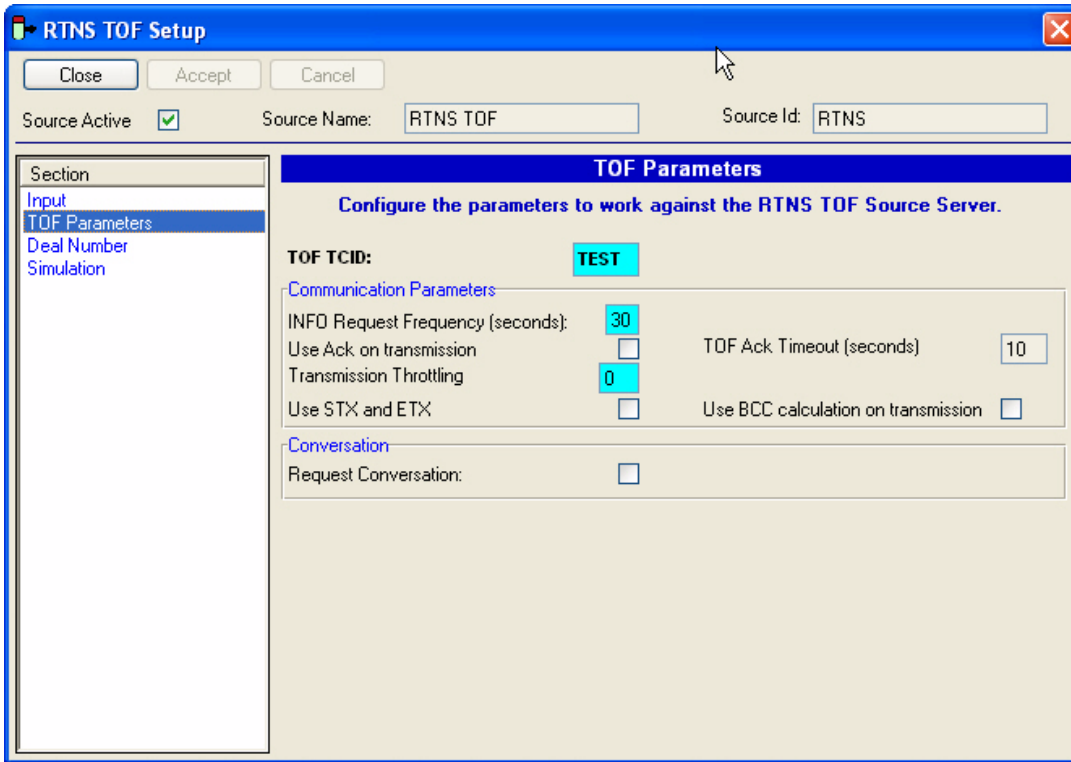 RTNS TOF Setup
Close Accept Cancel
Source Active Source Name: RTNS TOF Source Id: RTNS
Section
Input
TOF Parameters
Deal Number
Simulation
TOF Parameters
Configure the parameters to work against the RTNS TOF Source Server.
TOF TCID: TEST
Communication Parameters
INFO Request Frequency (seconds): 30
Use Ack on transmission TOF Ack Timeout (seconds) 10
Transmission Throttling 0
Use STX and ETX Use BCC calculation on transmission
Conversation
Request Conversation: